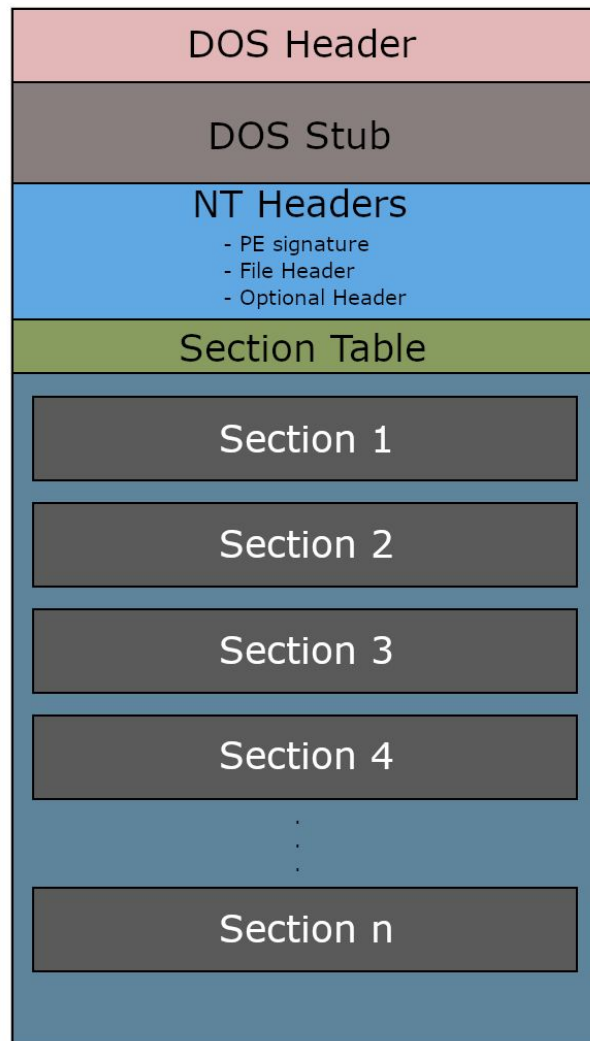 DOS Header
DOS Stub
NT Headers
- PE signature
- File Header
- Optional Header
Section Table
Section 1
Section 2
Section 3
Section 4
.
.
.
Section n